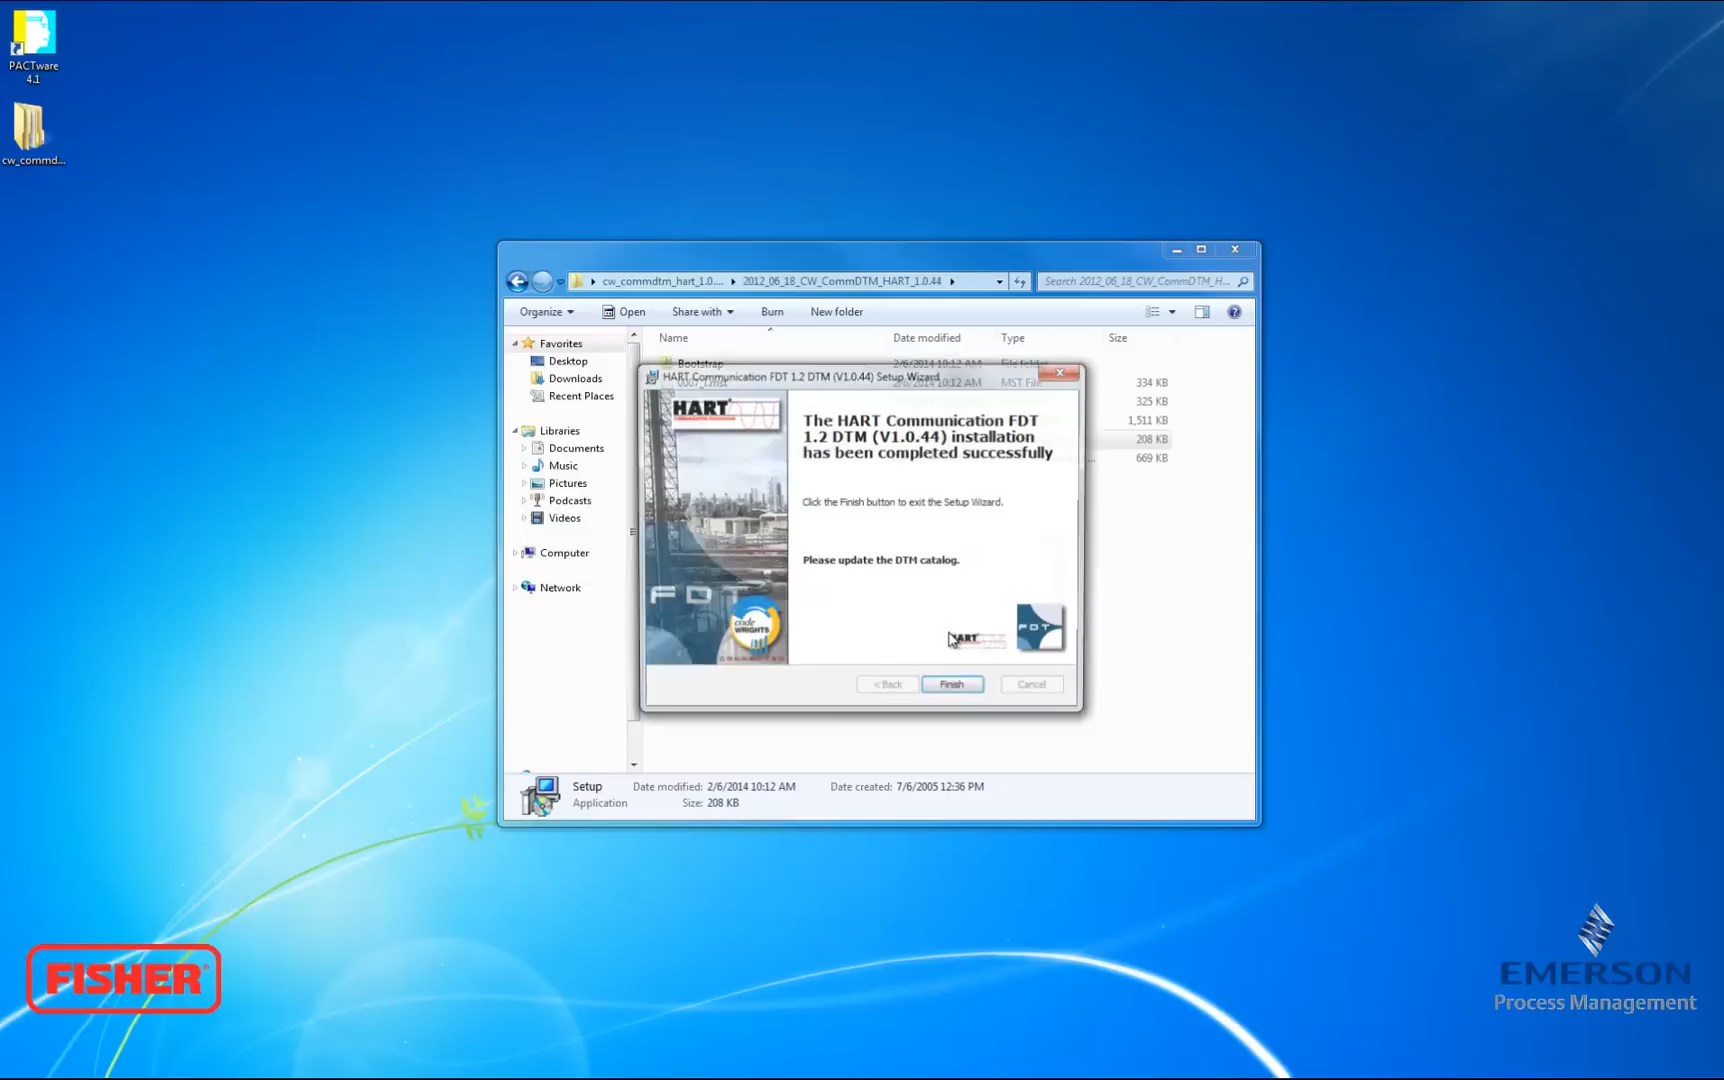 PACTware
4.1
cw_commd...
cw_commdtm_hart_1.0.... 2012_06_18_CW_CommDTM_HART_1.0.44
Search 2012_06_18_CW_CommDTM_H...
Organize Open Share with Burn New folder
Name Date modified Type Size
Favorites
Desktop
Downloads
Recent Places
Libraries
Documents
Music
Pictures
Podcasts
Videos
Computer
Network
Bootstrap 2/6/2014 10:12 AM File folder
0007_i.mst 2/6/2014 10:12 AM MST File 334 KB
325 KB
1,511 KB
208 KB
... 669 KB
HART Communication FDT 1.2 DTM (V1.0.44) Setup Wizard
HART
The HART Communication FDT
1.2 DTM (V1.0.44) installation
has been completed successfully
Click the Finish button to exit the Setup Wizard.
Please update the DTM catalog.
FDT
code
WRIGHTS
HART
FDT
< Back Finish Cancel
Setup Date modified: 2/6/2014 10:12 AM Date created: 7/6/2005 12:36 PM
Application Size: 208 KB
FISHER®
EMERSON
Process Management